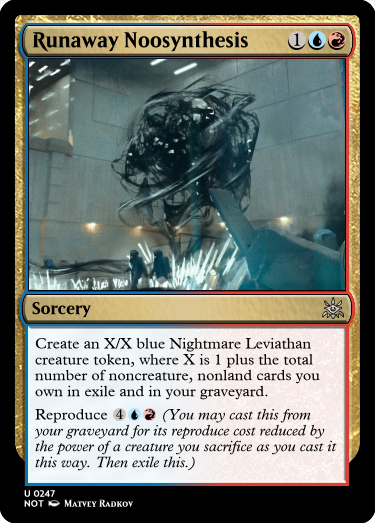 Runaway Noosynthesis 1
Sorcery
Create an X/X blue Nightmare Leviathan
creature token, where X is 1 plus the total
number of noncreature, nonland cards you
own in exile and in your graveyard.
Reproduce 4 (You may cast this from
your graveyard for its reproduce cost reduced by
the power of a creature you sacrifice as you cast it
this way. Then exile this.)
U 0247
NOT Matvey Radkov